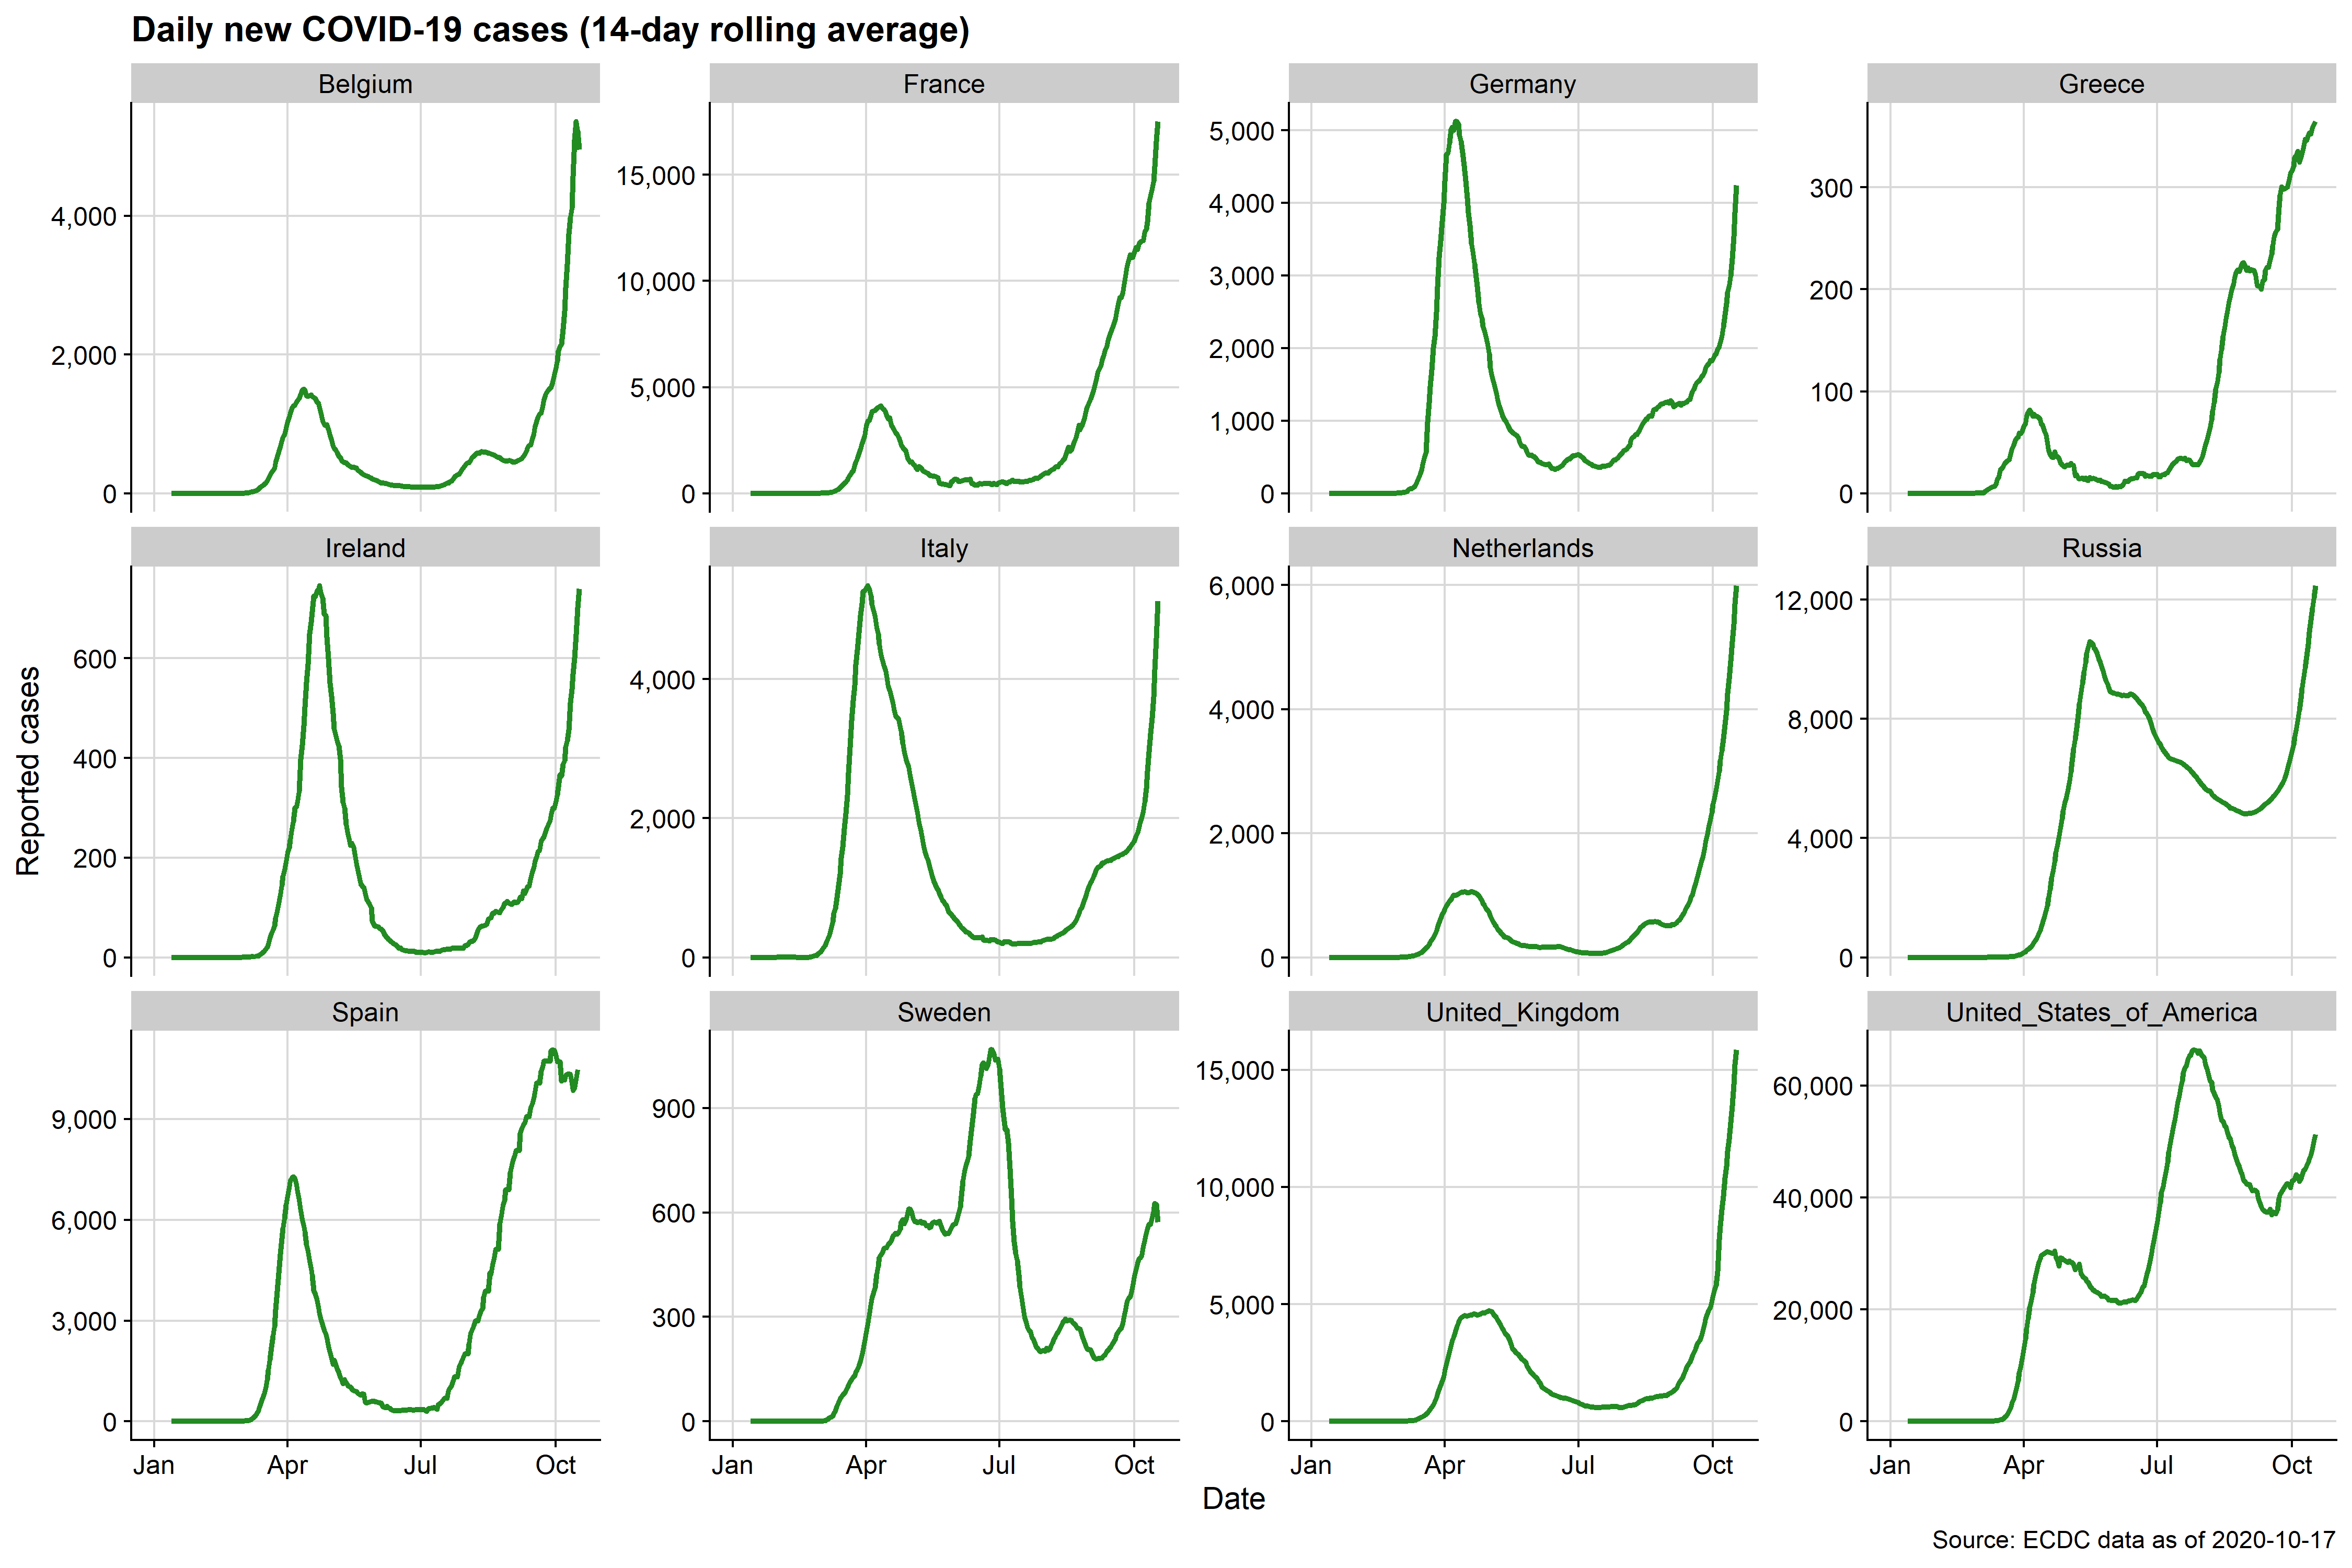 Daily new COVID-19 cases (14-day rolling average)
Belgium
France
Germany
Greece
4,000
2,000
0
15,000
10,000
5,000
0
5,000
4,000
3,000
2,000
1,000
0
300
200
100
0
Ireland
Italy
Netherlands
Russia
Reported cases
600
400
200
0
4,000
2,000
0
6,000
4,000
2,000
0
12,000
8,000
4,000
0
Spain
Sweden
United_Kingdom
United_States_of_America
9,000
6,000
3,000
0
900
600
300
0
15,000
10,000
5,000
0
60,000
40,000
20,000
0
Jan Apr Jul Oct
Jan Apr Jul Oct
Jan Apr Jul Oct
Jan Apr Jul Oct
Date
Source: ECDC data as of 2020-10-17